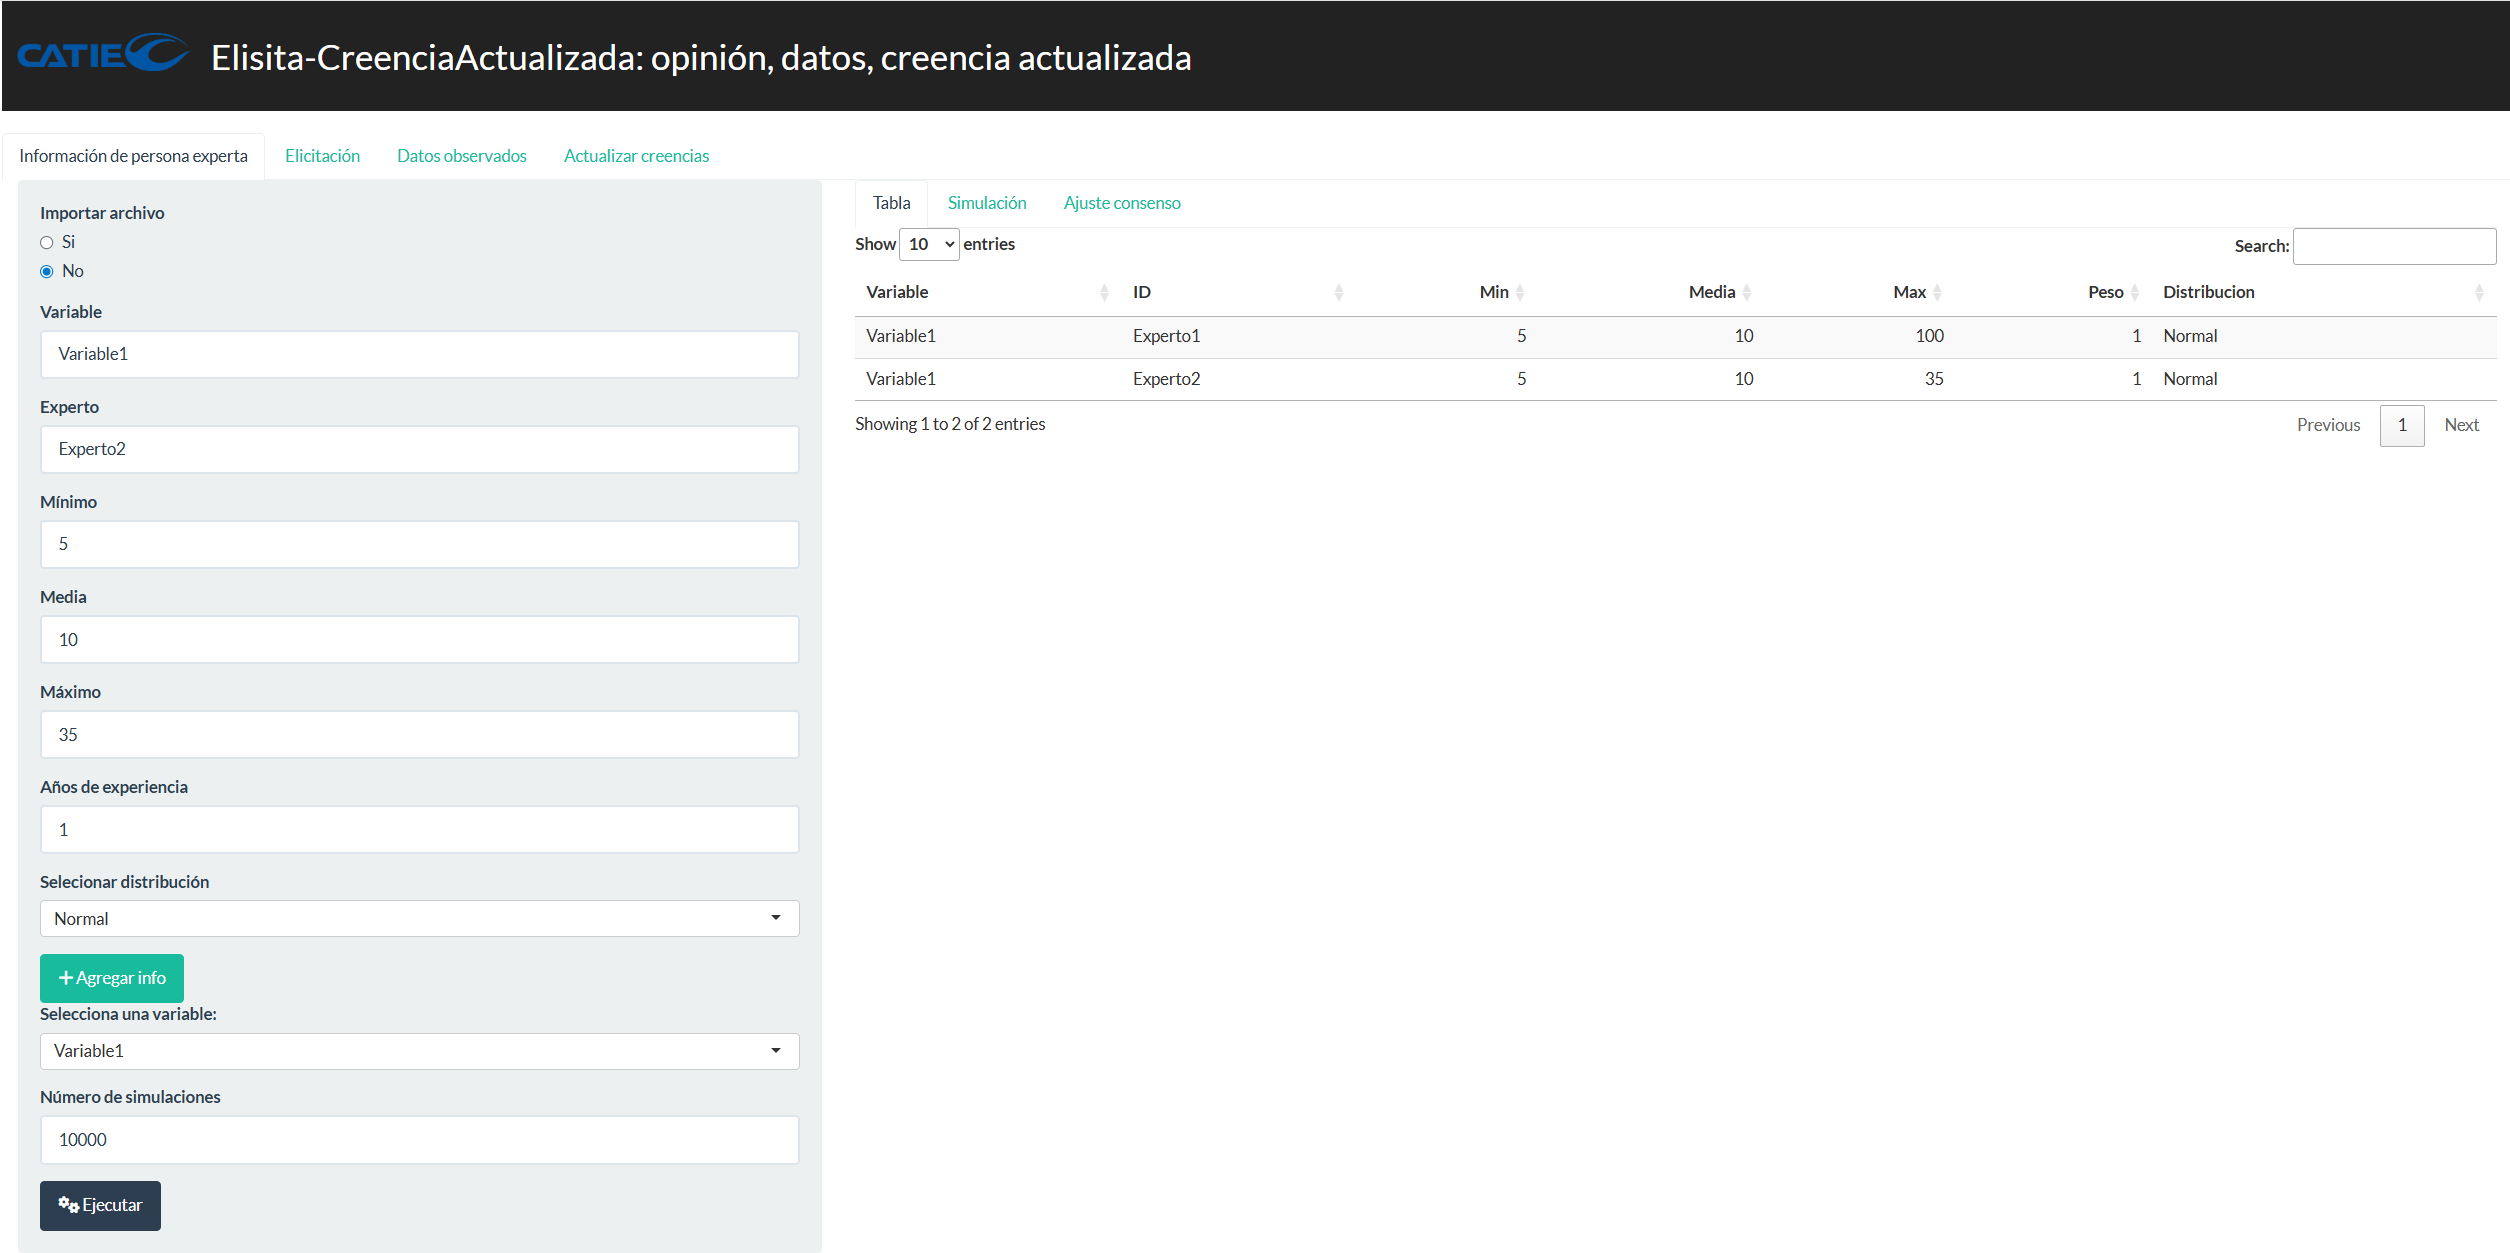 CATIE Elisita-CreenciaActualizada: opinión, datos, creencia actualizada
Información de persona experta Elicitación Datos observados Actualizar creencias
Importar archivo
Si
No
Variable
Variable1
Experto
Experto2
Mínimo
5
Media
10
Máximo
35
Años de experiencia
1
Selecionar distribución
Normal
Agregar info
Selecciona una variable:
Variable1
Número de simulaciones
10000
Ejecutar
Tabla Simulación Ajuste consenso
Show 10 entries Search:
Variable ID Min Media Max Peso Distribucion
Variable1 Experto1 5 10 100 1 Normal
Variable1 Experto2 5 10 35 1 Normal
Showing 1 to 2 of 2 entries Previous 1 Next